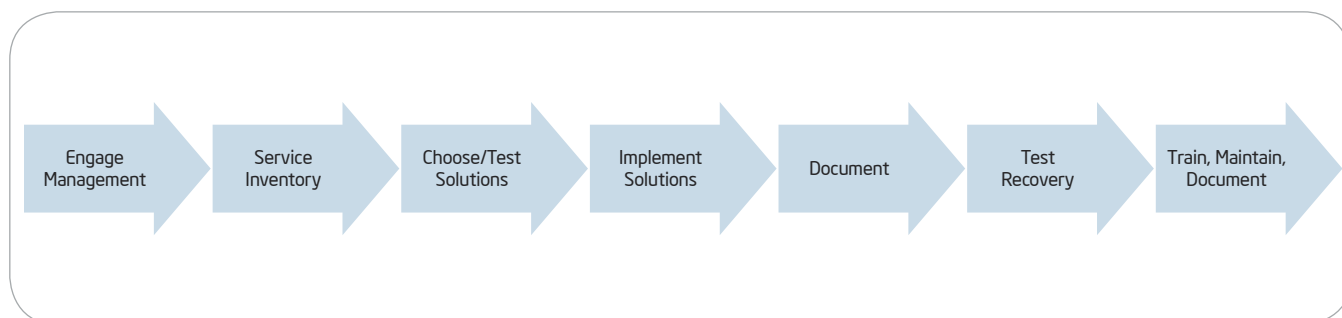 Engage
Management
Service
Inventory
Choose/Test
Solutions
Implement
Solutions
Document
Test
Recovery
Train, Maintain,
Document